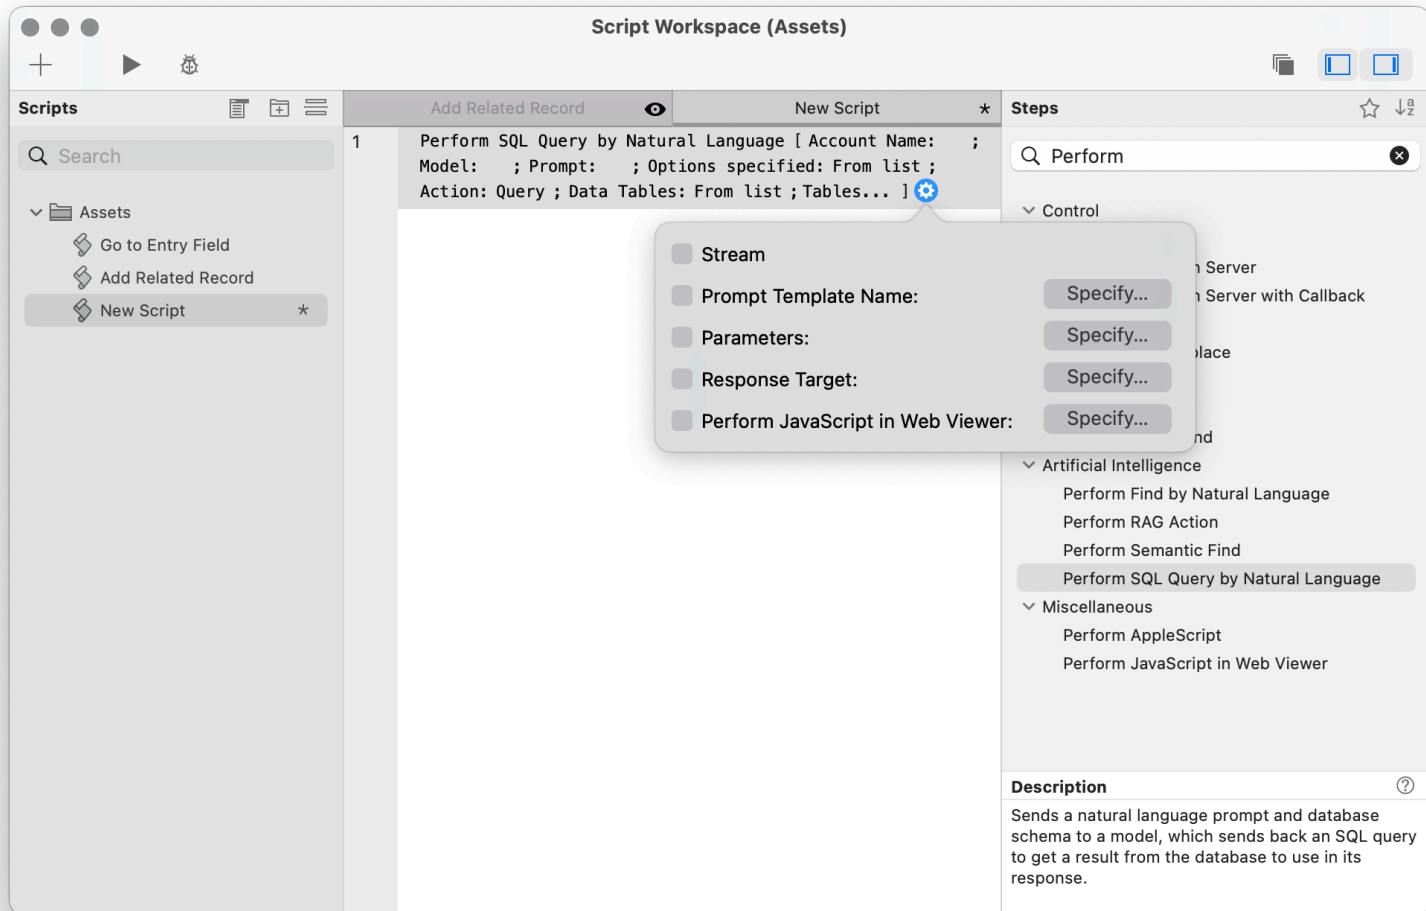 Script Workspace (Assets)
Scripts
Search
Assets
Go to Entry Field
Add Related Record
New Script *
Add Related Record
New Script *
1
Perform SQL Query by Natural Language [ Account Name: ;
Model: ; Prompt: ; Options specified: From list ;
Action: Query ; Data Tables: From list ; Tables... ]
Stream
Prompt Template Name: Specify...
Parameters: Specify...
Response Target: Specify...
Perform JavaScript in Web Viewer: Specify...
Steps
Perform
Control
Server
Server with Callback
Artificial Intelligence
Perform Find by Natural Language
Perform RAG Action
Perform Semantic Find
Perform SQL Query by Natural Language
Miscellaneous
Perform AppleScript
Perform JavaScript in Web Viewer
Description
Sends a natural language prompt and database
schema to a model, which sends back an SQL query
to get a result from the database to use in its
response.